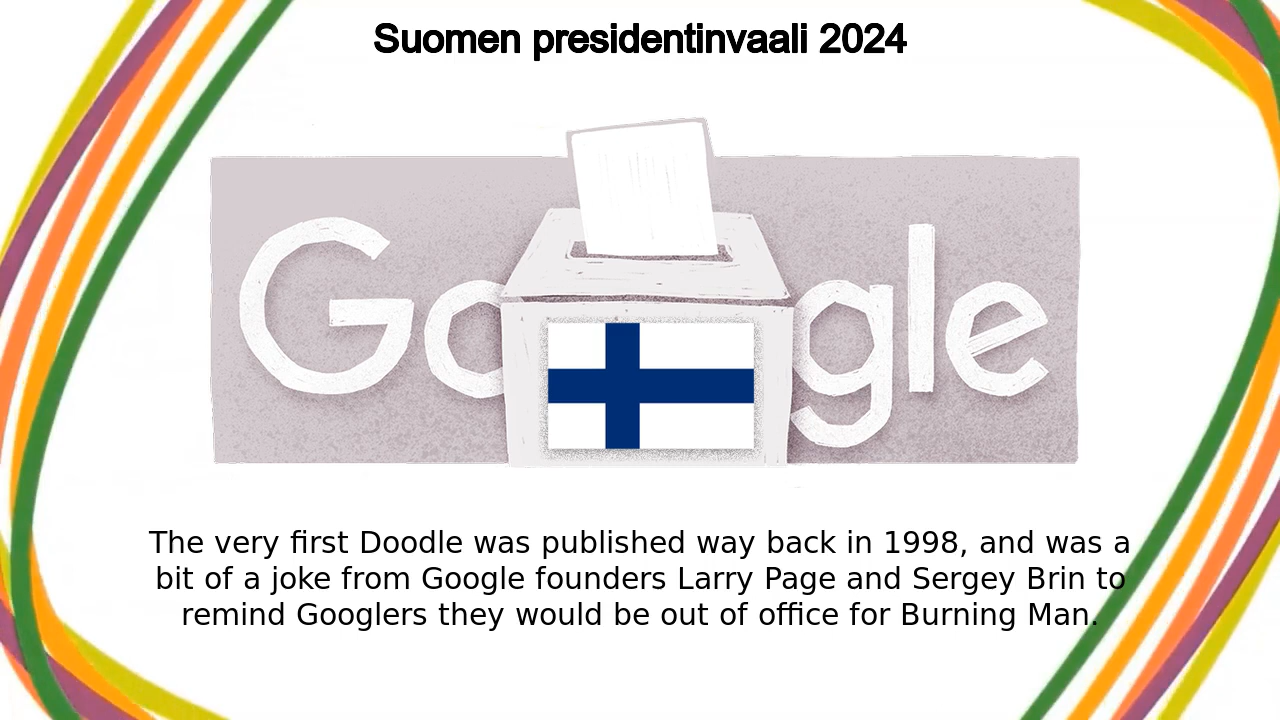 Suomen presidentinvaali 2024
Google
The very first Doodle was published way back in 1998, and was a
bit of a joke from Google founders Larry Page and Sergey Brin to
remind Googlers they would be out of office for Burning Man.